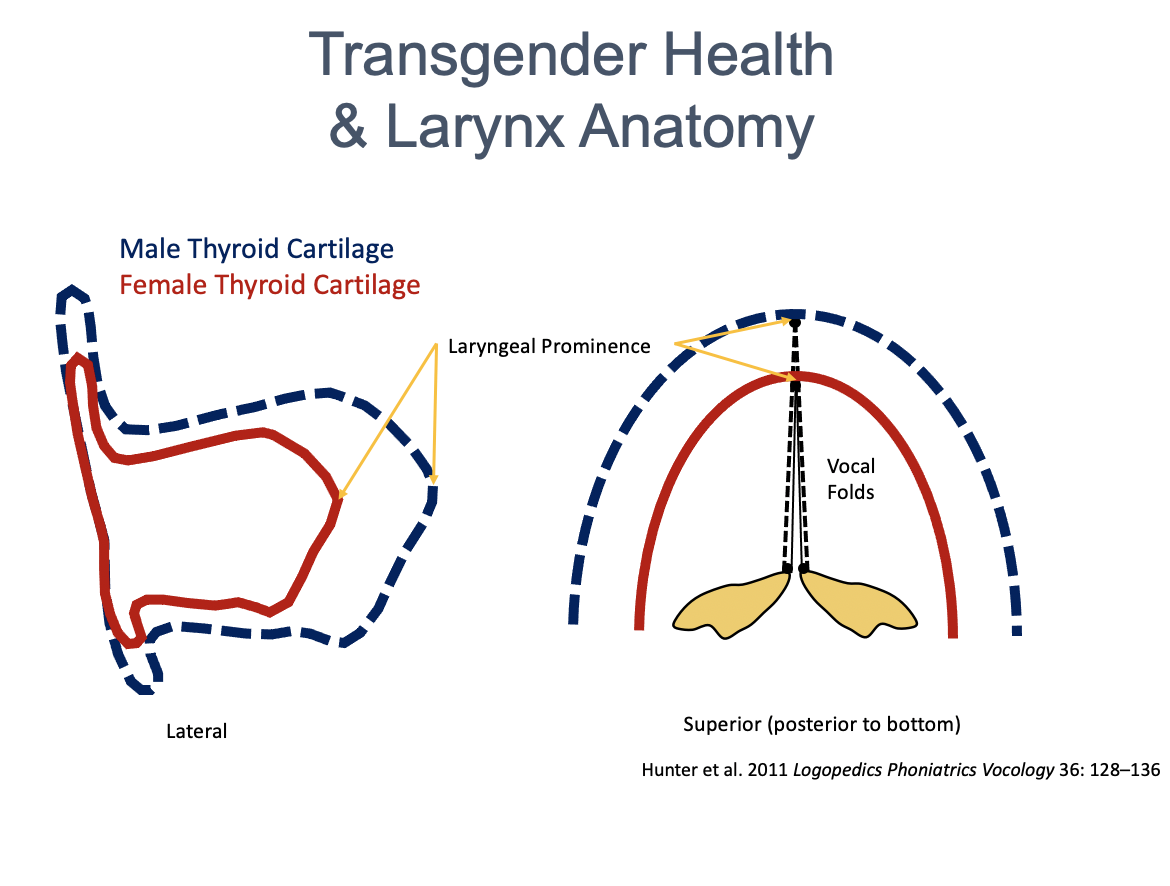 Transgender Health
& Larynx Anatomy
Male Thyroid Cartilage
Female Thyroid Cartilage
Laryngeal Prominence
Vocal
Folds
Lateral
Superior (posterior to bottom)
Hunter et al. 2011 Logopedics Phoniatrics Vocology 36: 128–136